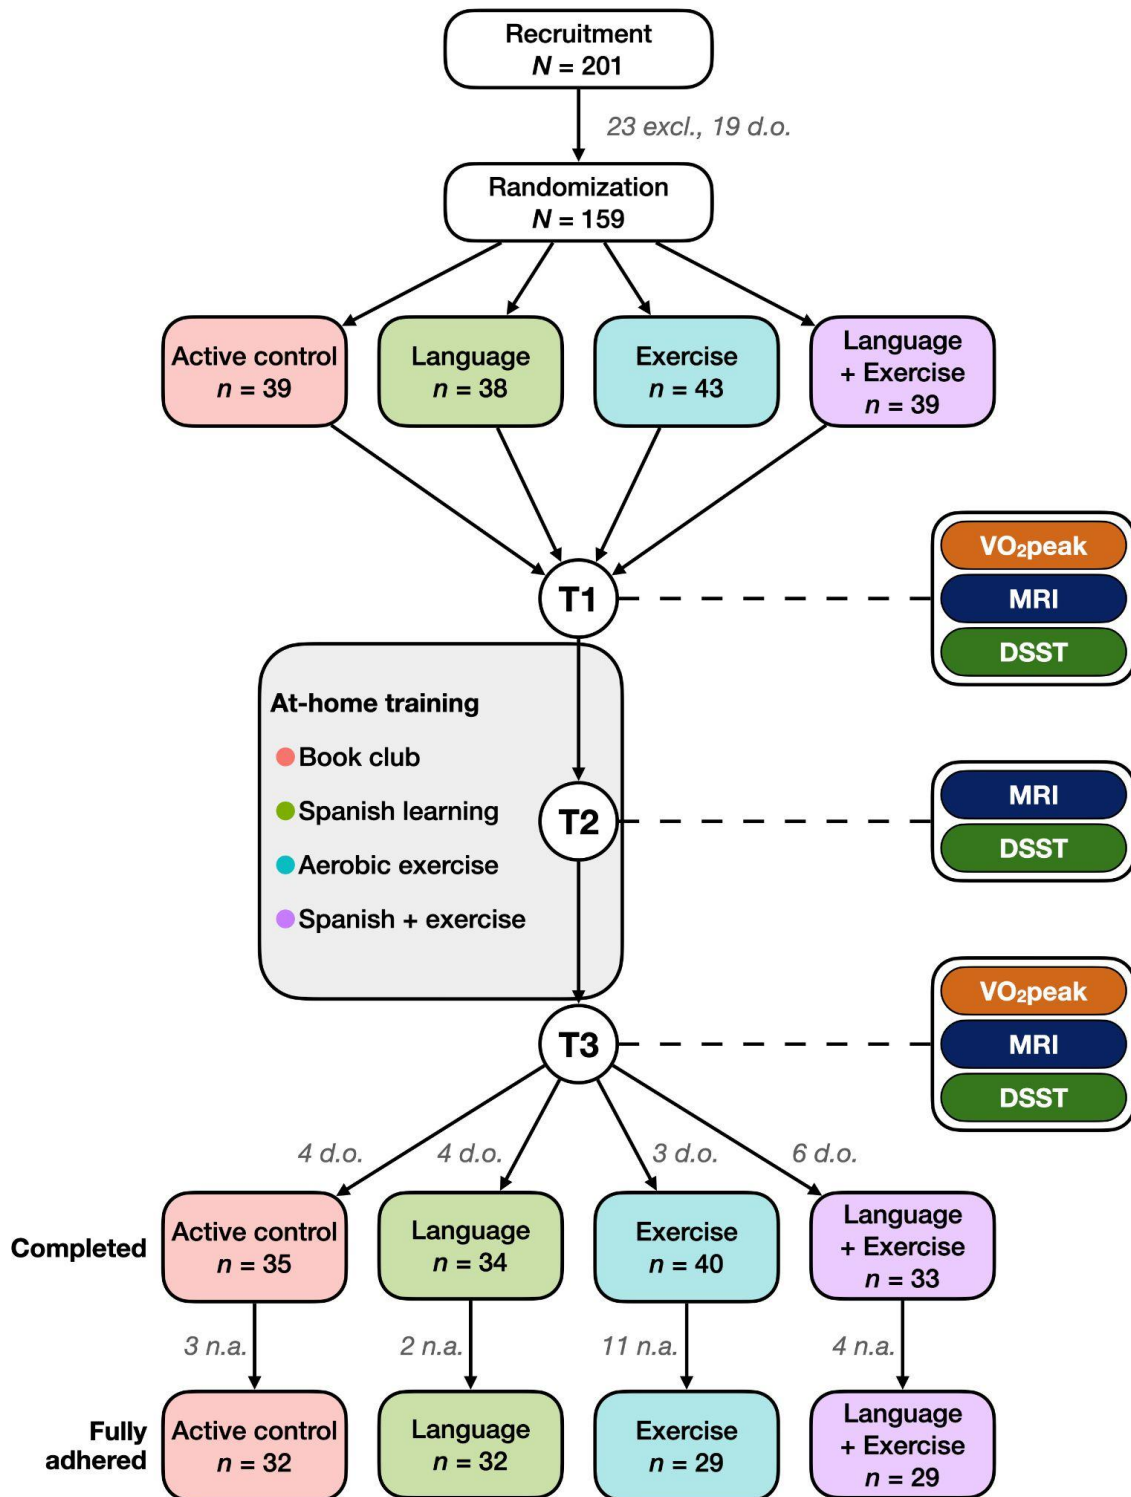 Recruitment
N = 201
23 excl., 19 d.o.
Randomization
N = 159
Active control
n = 39
Language
n = 38
Exercise
n = 43
Language
+ Exercise
n = 39
T1
VO₂peak
MRI
DSST
At-home training
Book club
Spanish learning
Aerobic exercise
Spanish + exercise
T2
MRI
DSST
T3
VO₂peak
MRI
DSST
4 d.o.
4 d.o.
3 d.o.
6 d.o.
Completed
Active control
n = 35
Language
n = 34
Exercise
n = 40
Language
+ Exercise
n = 33
3 n.a.
2 n.a.
11 n.a.
4 n.a.
Fully
adhered
Active control
n = 32
Language
n = 32
Exercise
n = 29
Language
+ Exercise
n = 29